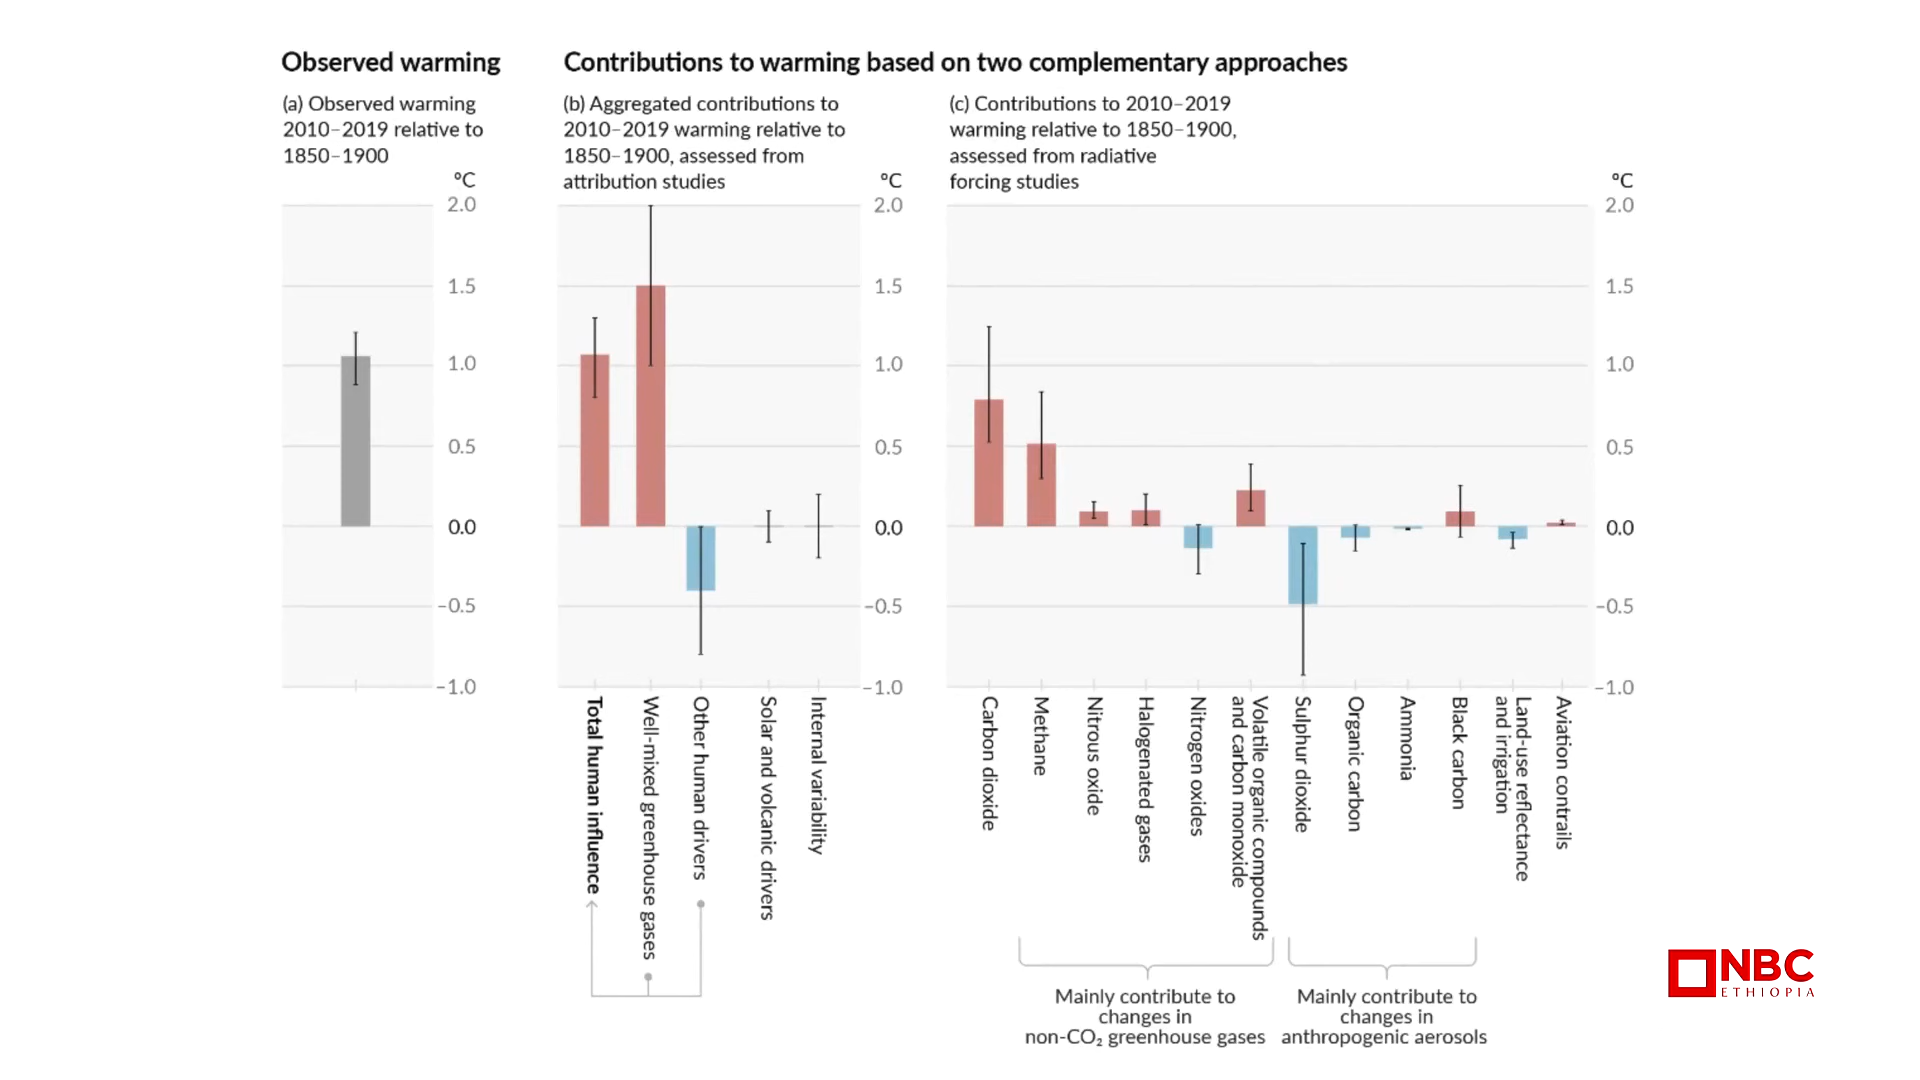 Observed warming
Contributions to warming based on two complementary approaches
(a) Observed warming
2010–2019 relative to
1850–1900
°C
2.0
1.5
1.0
0.5
0.0
–0.5
–1.0
(b) Aggregated contributions to
2010–2019 warming relative to
1850–1900, assessed from
attribution studies
°C
2.0
1.5
1.0
0.5
0.0
–0.5
–1.0
Total human influence
Well-mixed greenhouse gases
Other human drivers
Solar and volcanic drivers
Internal variability
(c) Contributions to 2010–2019
warming relative to 1850–1900,
assessed from radiative
forcing studies
°C
2.0
1.5
1.0
0.5
0.0
–0.5
–1.0
Carbon dioxide
Methane
Nitrous oxide
Halogenated gases
Nitrogen oxides
Volatile organic compounds
and carbon monoxide
Sulphur dioxide
Organic carbon
Ammonia
Black carbon
Land-use reflectance
and irrigation
Aviation contrails
Mainly contribute to
changes in
non-CO₂ greenhouse gases
Mainly contribute to
changes in
anthropogenic aerosols
NBC
ETHIOPIA